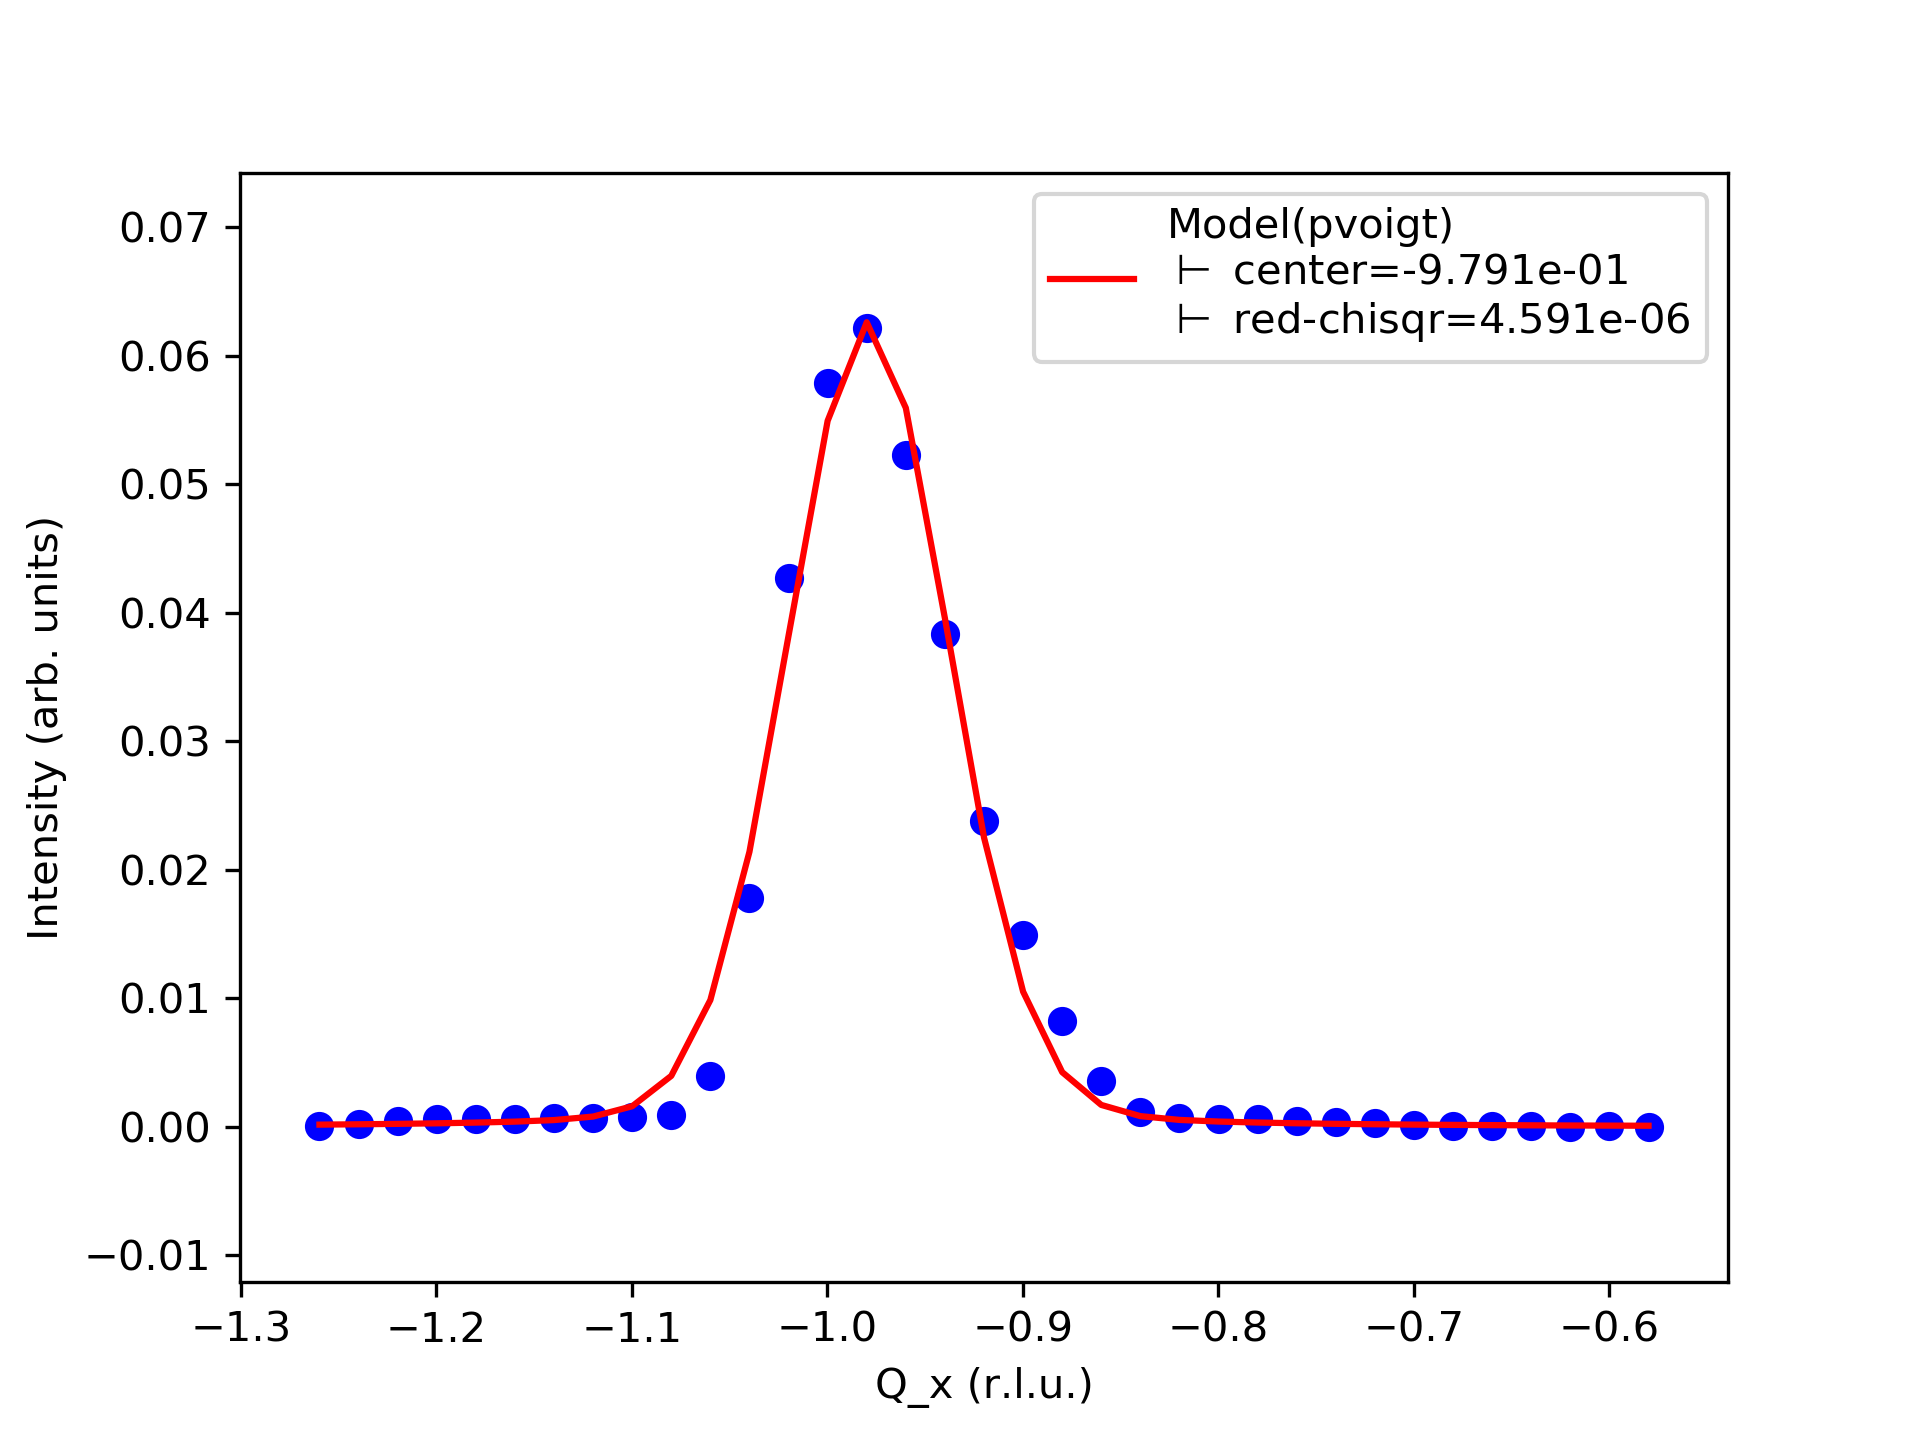 Model(pvoigt)
⊢ center=-9.791e-01
⊢ red-chisqr=4.591e-06
0.07
0.06
0.05
0.04
0.03
0.02
0.01
0.00
−0.01
Intensity (arb. units)
−1.3 −1.2 −1.1 −1.0 −0.9 −0.8 −0.7 −0.6
Q_x (r.l.u.)